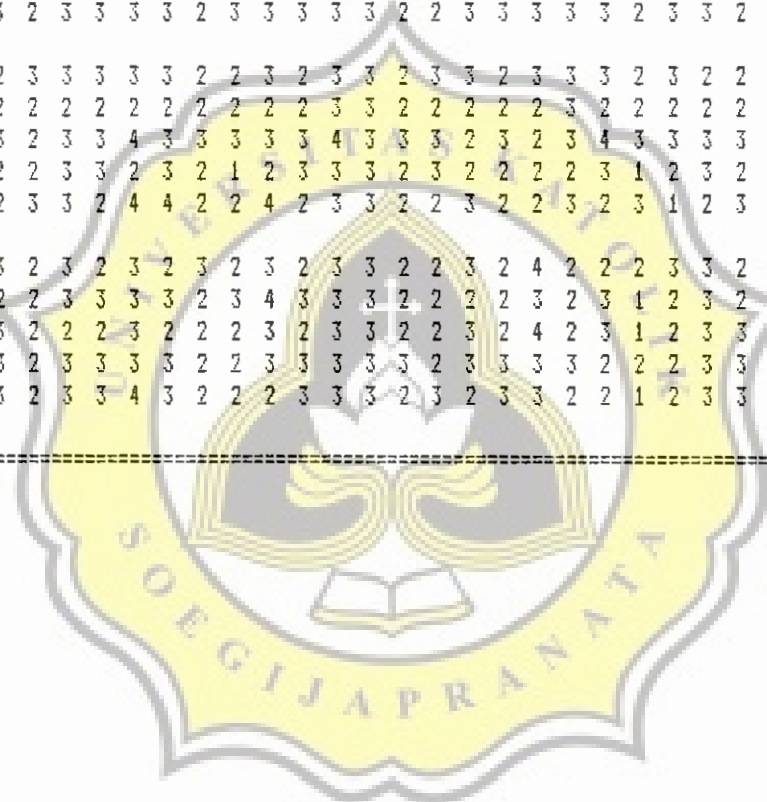 3 2 3 3 3 3 3 2 3 3 3 3 2 2 3 3 3 3 3 2 3 3 2
2 3 3 3 3 3 2 2 3 2 3 3 2 3 3 2 3 3 3 2 3 2 2
2 2 2 2 2 2 2 2 2 2 3 3 2 2 2 2 2 3 2 2 2 2 2
3 2 3 3 4 3 3 3 3 3 4 3 3 3 2 3 2 3 4 3 3 3 3
2 2 3 3 2 3 2 1 2 3 3 3 2 3 2 2 2 2 3 1 2 3 2
2 3 3 2 4 4 2 2 4 2 3 3 2 2 3 2 2 3 2 3 1 2 3
3 2 3 2 3 2 3 2 3 2 3 3 2 2 3 2 4 2 2 2 3 3 2
2 2 3 3 3 3 2 3 4 3 3 3 2 2 2 2 3 2 3 1 2 3 2
3 2 2 2 3 2 2 2 3 2 3 3 2 2 3 2 4 2 3 1 2 3 3
3 2 3 3 3 3 2 2 3 3 3 3 3 2 3 3 3 3 2 2 2 3 3
3 2 3 3 4 3 2 2 2 3 3 3 2 3 2 3 3 2 2 1 2 3 3
UNIVERSITAS KATOLIK
SOEGIJAPRANATA